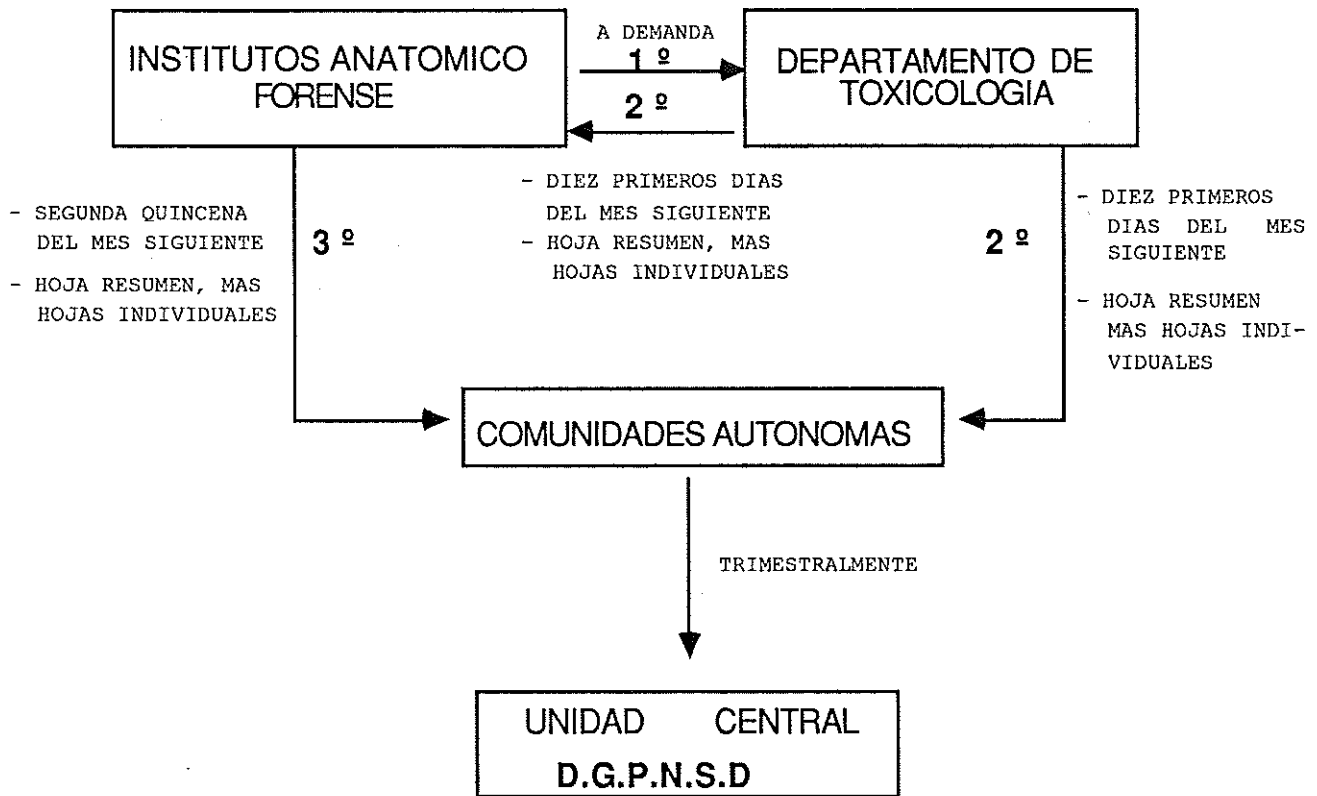 INSTITUTOS ANATOMICO
FORENSE
A DEMANDA
1º
2º
DEPARTAMENTO DE
TOXICOLOGIA
- SEGUNDA QUINCENA
DEL MES SIGUIENTE
- HOJA RESUMEN, MAS
HOJAS INDIVIDUALES
3º
- DIEZ PRIMEROS DIAS
DEL MES SIGUIENTE
- HOJA RESUMEN, MAS
HOJAS INDIVIDUALES
2º
- DIEZ PRIMEROS
DIAS DEL MES
SIGUIENTE
- HOJA RESUMEN
MAS HOJAS INDI-
VIDUALES
COMUNIDADES AUTONOMAS
TRIMESTRALMENTE
UNIDAD CENTRAL
D.G.P.N.S.D